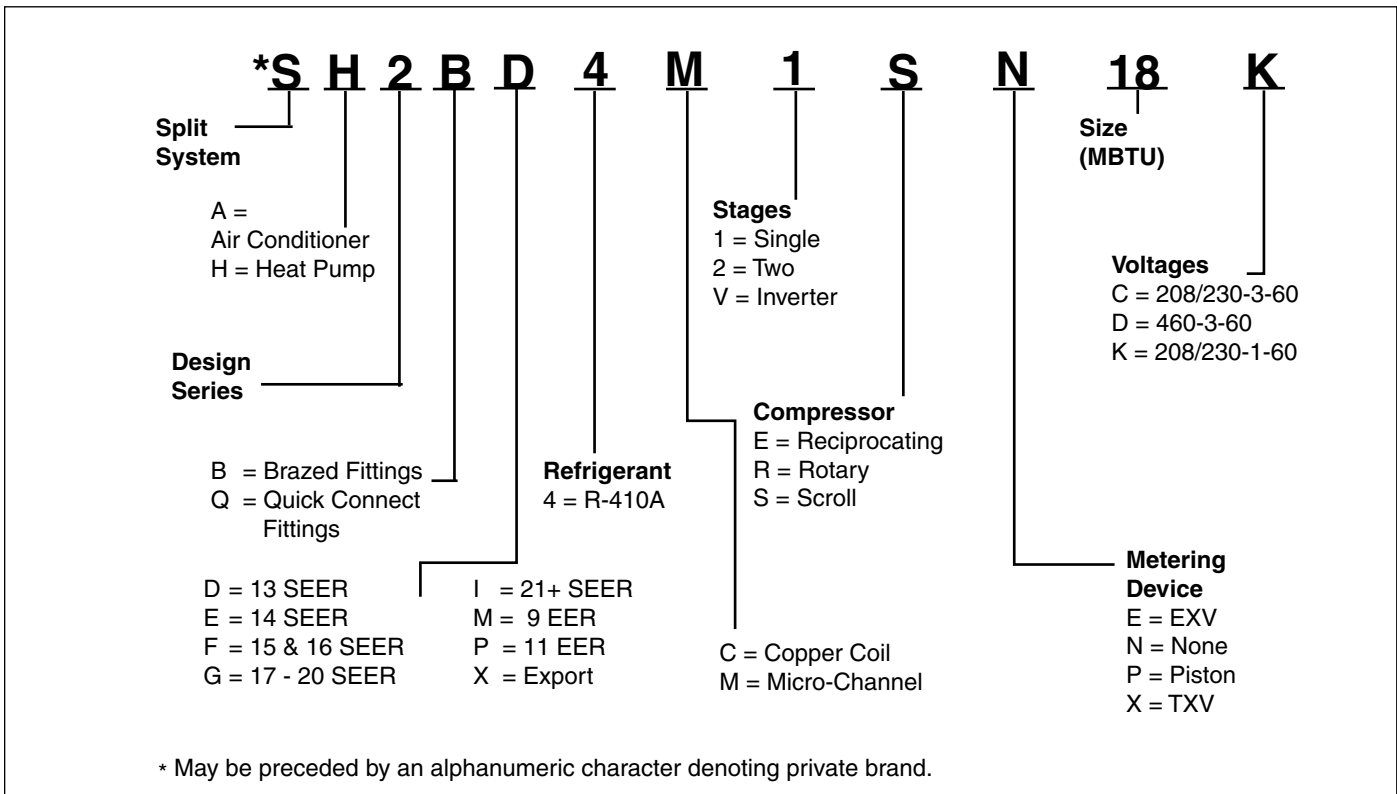 *S H 2 B D 4 M 1 S N 18 K
Split
System
Size
(MBTU)
A =
Air Conditioner
H = Heat Pump
Stages
1 = Single
2 = Two
V = Inverter
Voltages
C = 208/230-3-60
D = 460-3-60
K = 208/230-1-60
Design
Series
Compressor
E = Reciprocating
R = Rotary
S = Scroll
B = Brazed Fittings
Q = Quick Connect
Fittings
Refrigerant
4 = R-410A
Metering
Device
E = EXV
N = None
P = Piston
X = TXV
D = 13 SEER
E = 14 SEER
F = 15 & 16 SEER
G = 17 - 20 SEER
I = 21+ SEER
M = 9 EER
P = 11 EER
X = Export
C = Copper Coil
M = Micro-Channel
* May be preceded by an alphanumeric character denoting private brand.